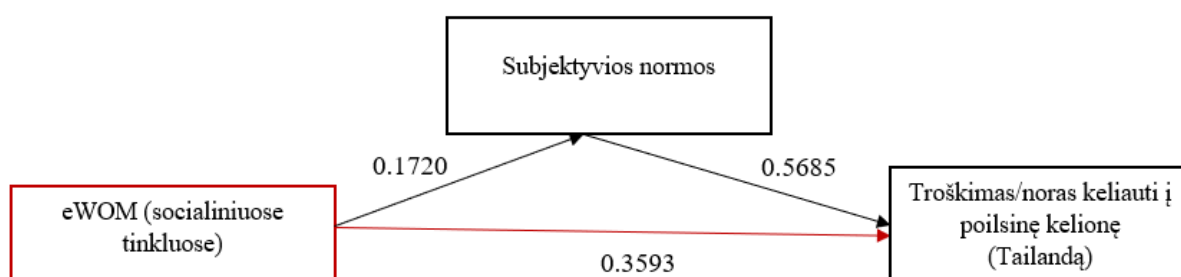 Subjektyvios normos
0.1720
0.5685
eWOM (socialiniuose
tinkluose)
Troškimas/noras keliauti į
poilsinę kelionę
(Tailandą)
0.3593